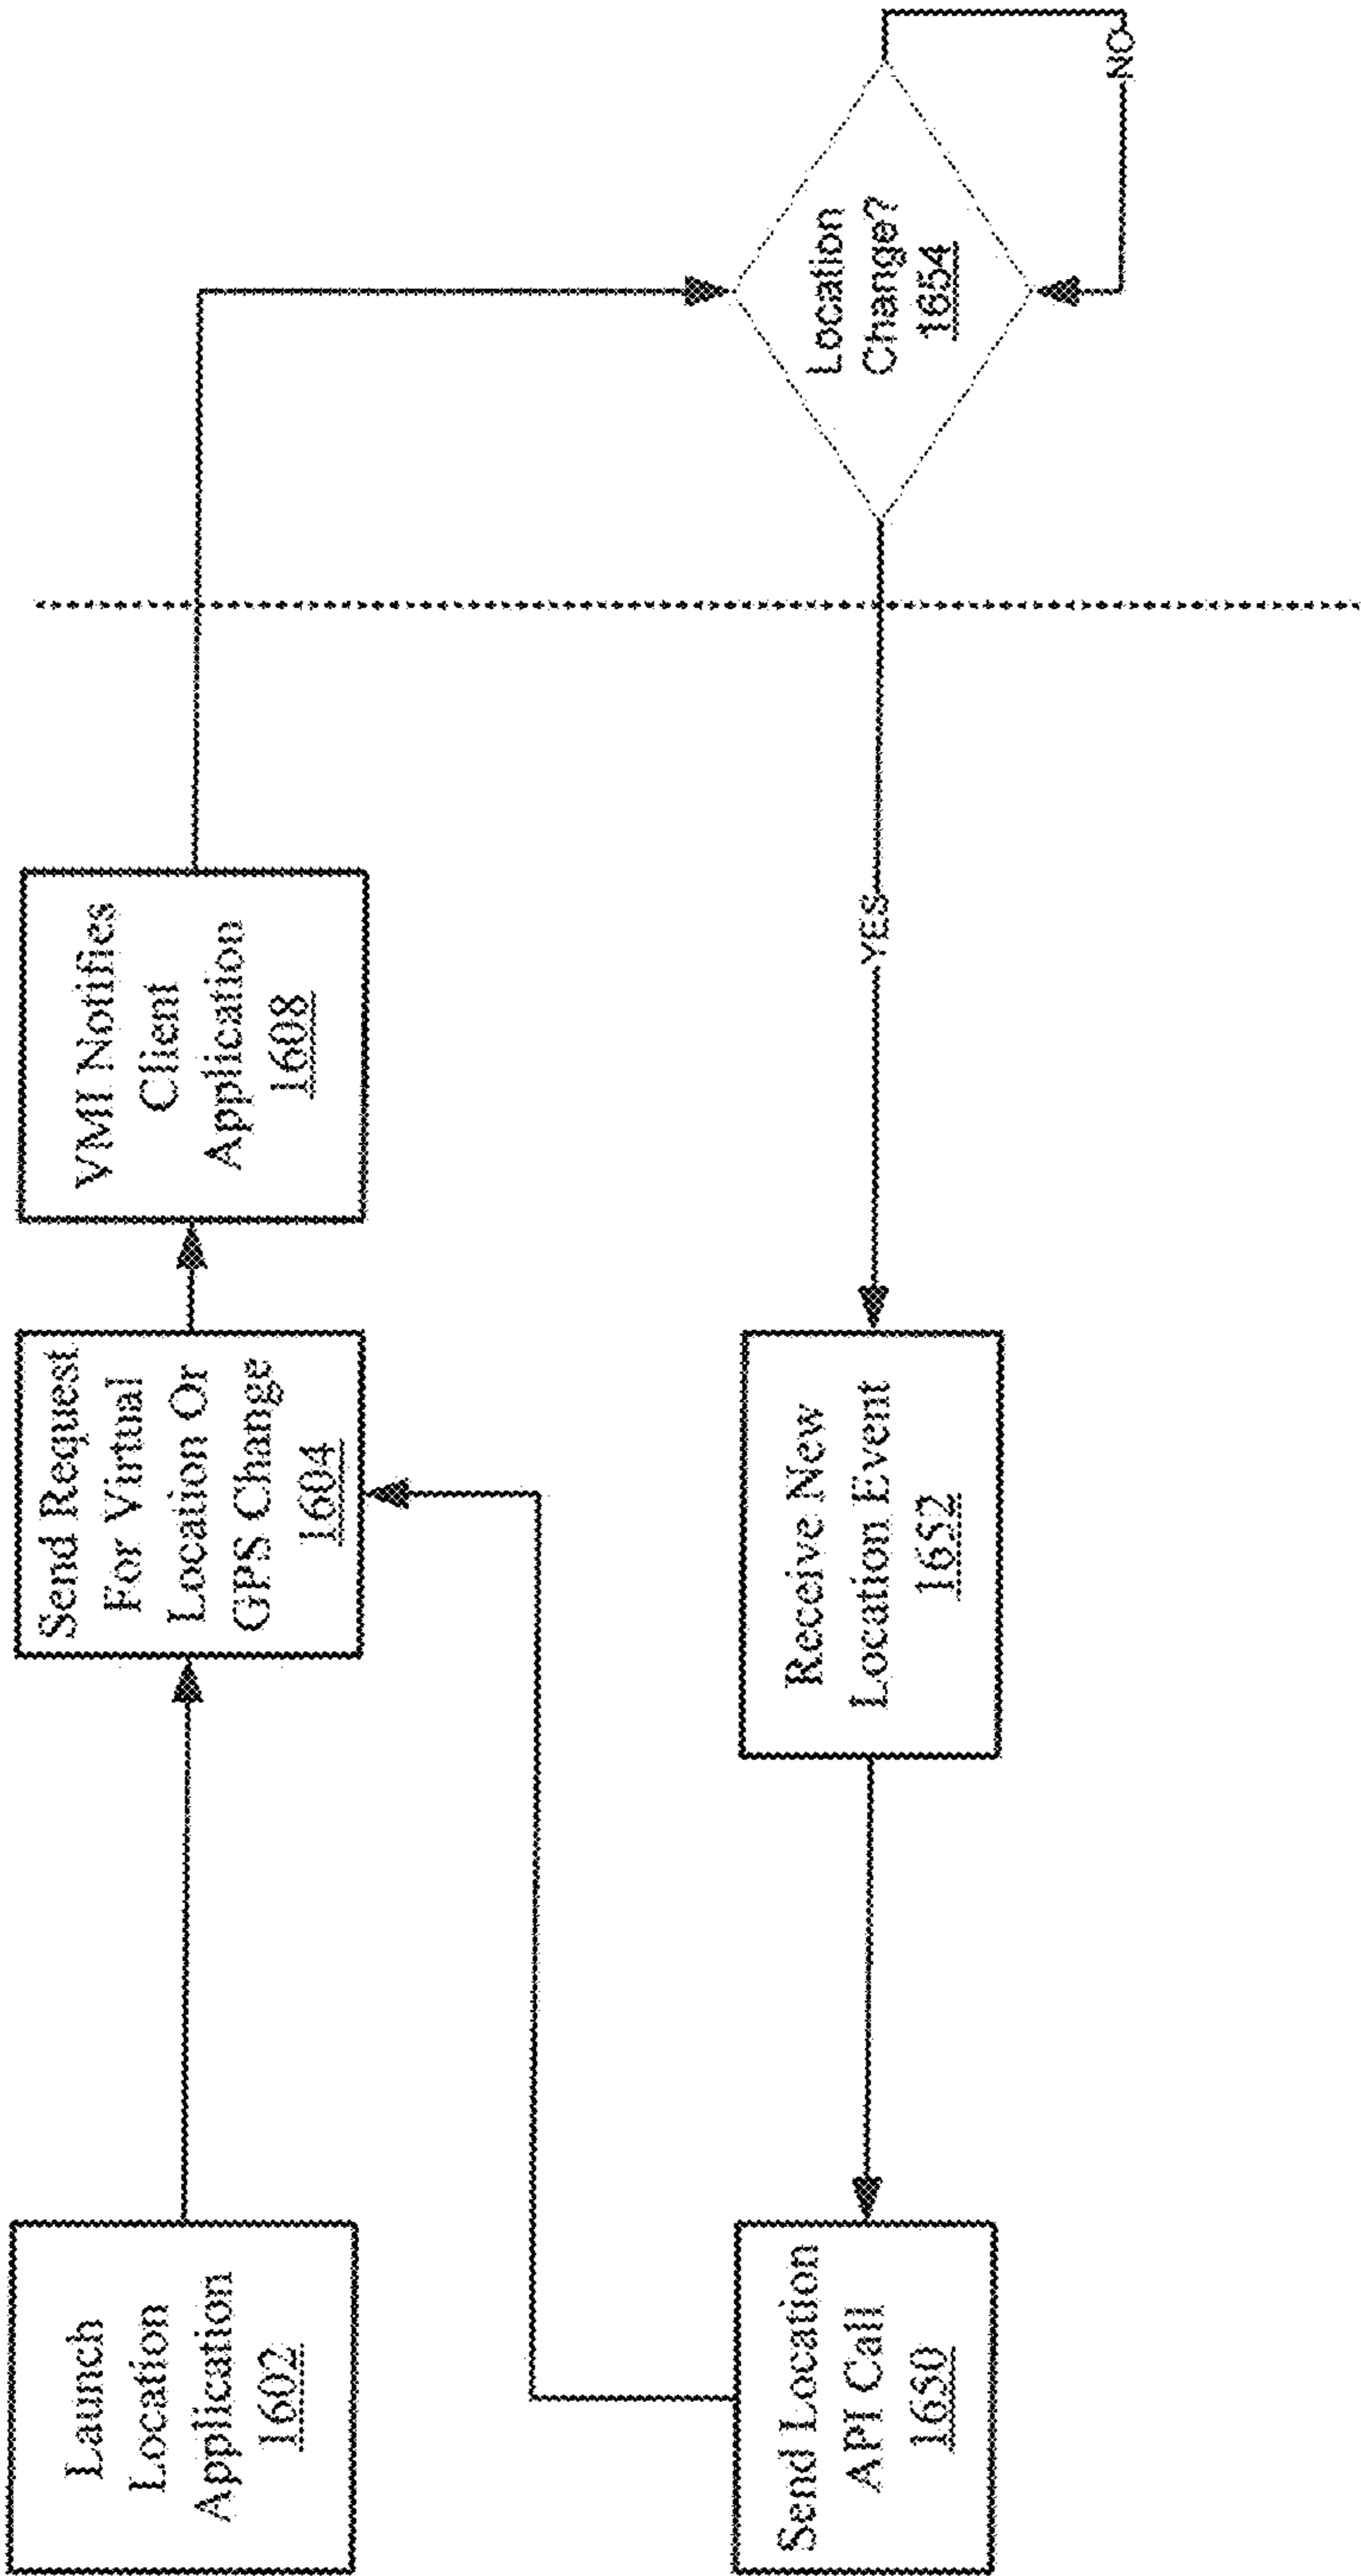 Launch
Location
Application
1602
Send Request
For Virtual
Location Or
GPS Change
1604
VMI Notifies
Client
Application
1608
Send Location
API Call
1650
Receive New
Location Event
1652
YES
Location
Change?
1654
NO